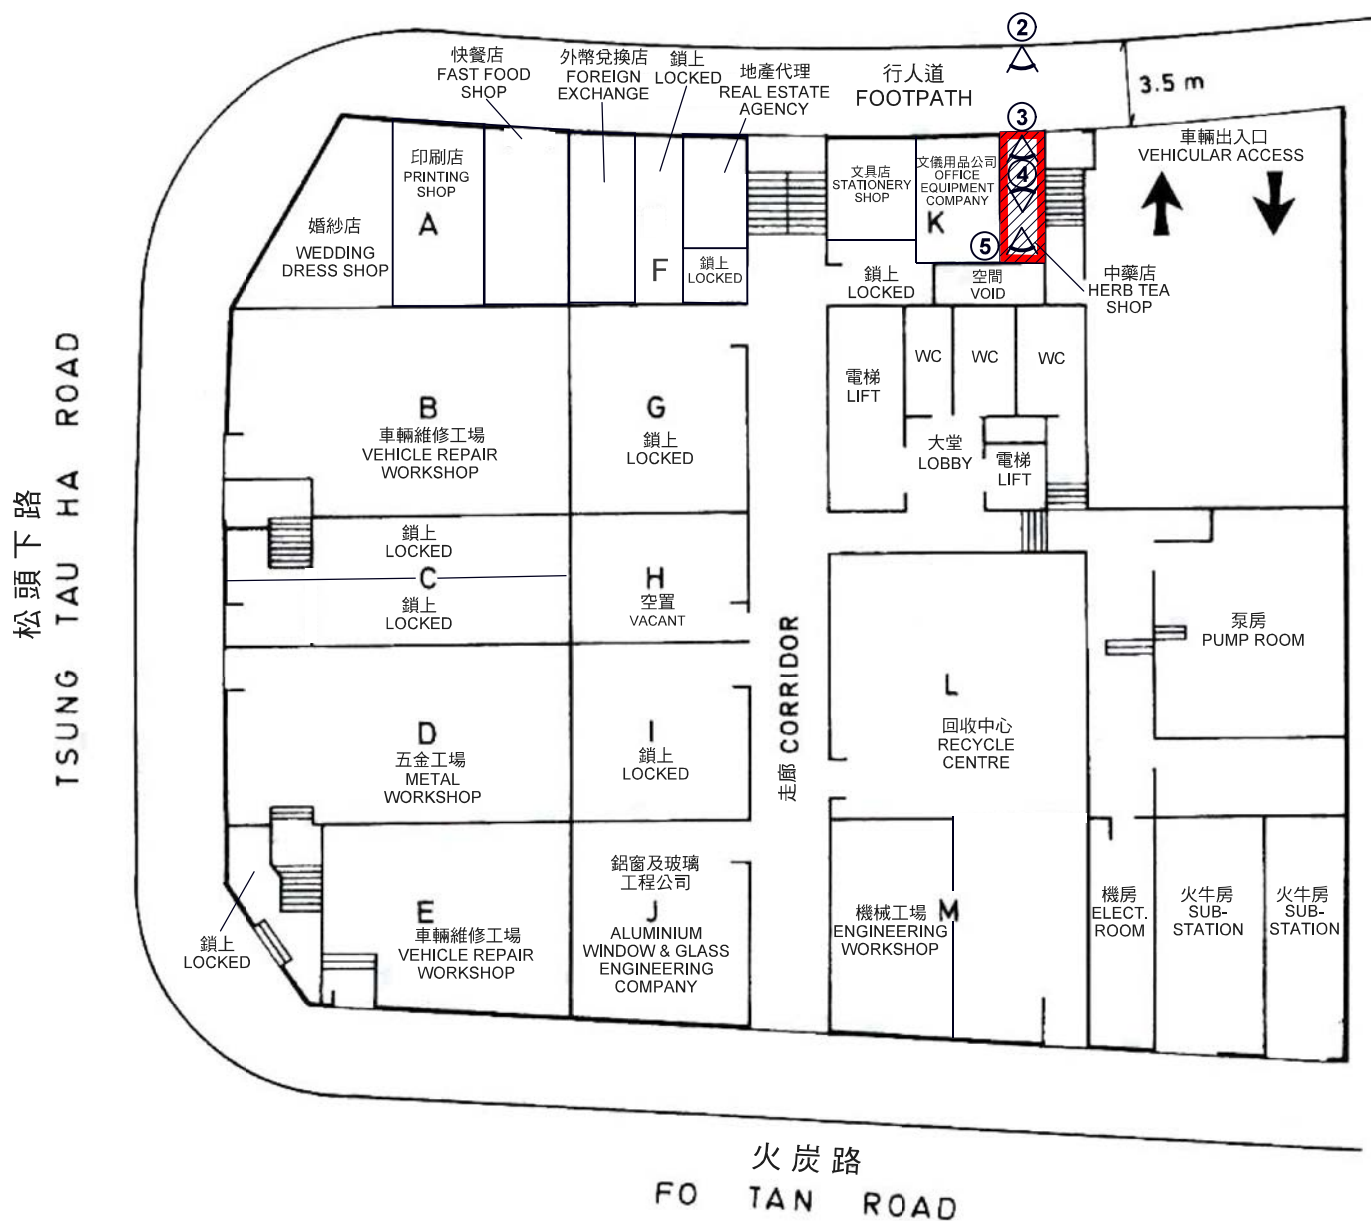 ②
快餐店
FAST FOOD
SHOP
外幣兌換店
FOREIGN
EXCHANGE
鎖上
LOCKED
地產代理
REAL ESTATE
AGENCY
行人道
FOOTPATH
3.5 m
③
車輛出入口
VEHICULAR ACCESS
印刷店
PRINTING
SHOP
A
婚紗店
WEDDING
DRESS SHOP
F
鎖上
LOCKED
文具店
STATIONERY
SHOP
文儀用品公司
OFFICE
EQUIPMENT
COMPANY
K
④
⑤
鎖上
LOCKED
空間
VOID
中藥店
HERB TEA
SHOP
B
車輛維修工場
VEHICLE REPAIR
WORKSHOP
G
鎖上
LOCKED
電梯
LIFT
WC
WC
WC
大堂
LOBBY
電梯
LIFT
松頭下路
TSUNG TAU HA ROAD
鎖上
LOCKED
C
鎖上
LOCKED
H
空置
VACANT
走廊 CORRIDOR
泵房
PUMP ROOM
D
五金工場
METAL
WORKSHOP
I
鎖上
LOCKED
L
回收中心
RECYCLE
CENTRE
鎖上
LOCKED
E
車輛維修工場
VEHICLE REPAIR
WORKSHOP
鋁窗及玻璃
工程公司
J
ALUMINIUM
WINDOW & GLASS
ENGINEERING
COMPANY
機械工場
ENGINEERING
WORKSHOP
M
機房
ELECT.
ROOM
火牛房
SUB-
STATION
火牛房
SUB-
STATION
火炭路
FO TAN ROAD